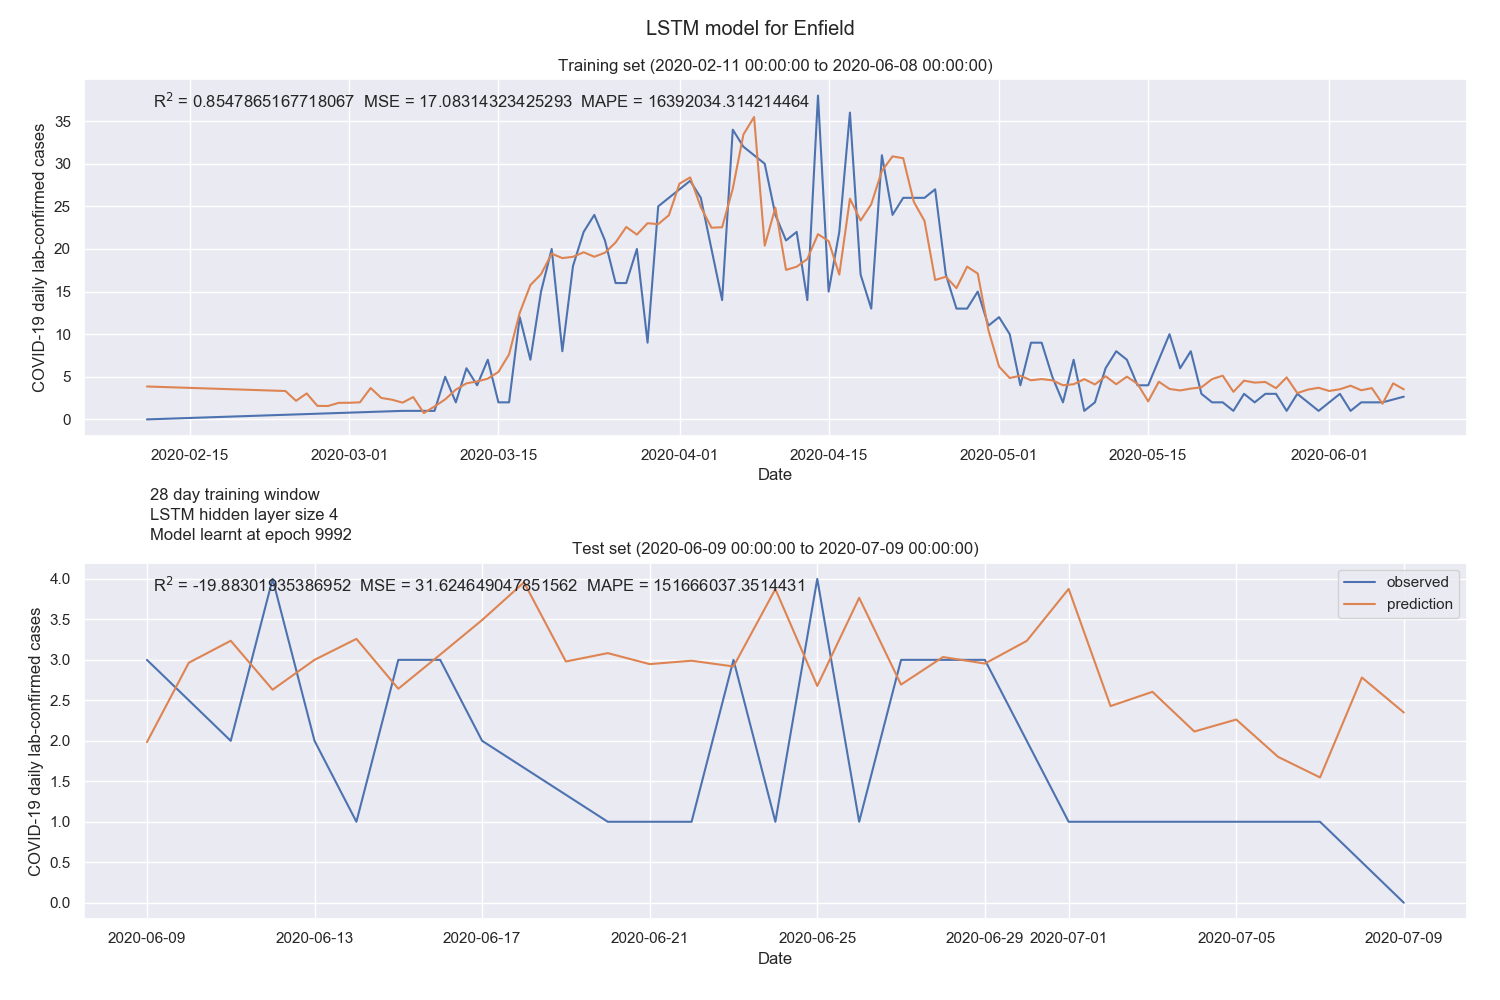 LSTM model for Enfield
Training set (2020-02-11 00:00:00 to 2020-06-08 00:00:00)
R² = 0.8547865167718067 MSE = 17.08314323425293 MAPE = 16392034.314214464
COVID-19 daily lab-confirmed cases
35
30
25
20
15
10
5
0
2020-02-15 2020-03-01 2020-03-15 2020-04-01 2020-04-15 2020-05-01 2020-05-15 2020-06-01
Date
28 day training window
LSTM hidden layer size 4
Model learnt at epoch 9992
Test set (2020-06-09 00:00:00 to 2020-07-09 00:00:00)
R² = -19.88301935386952 MSE = 31.624649047851562 MAPE = 151666037.3514431
observed
prediction
COVID-19 daily lab-confirmed cases
4.0
3.5
3.0
2.5
2.0
1.5
1.0
0.5
0.0
2020-06-09 2020-06-13 2020-06-17 2020-06-21 2020-06-25 2020-06-29 2020-07-01 2020-07-05 2020-07-09
Date